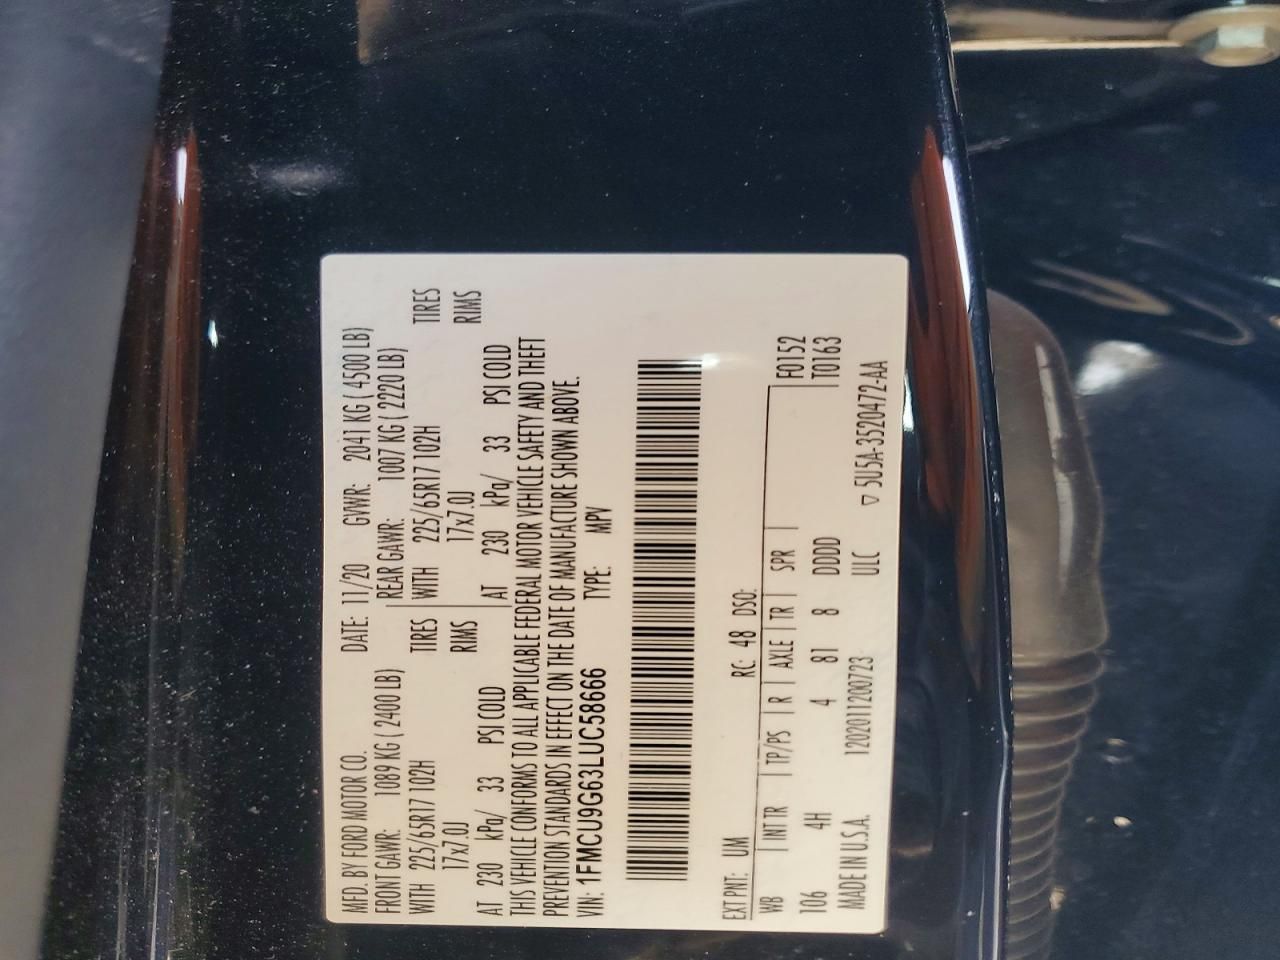 MFD. BY FORD MOTOR CO.
DATE: 11/20 GVWR: 2041 KG ( 4500 LB)
FRONT GAWR: 1089 KG ( 2400 LB)
REAR GAWR: 1007 KG ( 2220 LB)
WITH 225/65R17 102H TIRES
WITH 225/65R17 102H TIRES
17x7.0J RIMS
17x7.0J RIMS
AT 230 kPa/ 33 PSI COLD
AT 230 kPa/ 33 PSI COLD
THIS VEHICLE CONFORMS TO ALL APPLICABLE FEDERAL MOTOR VEHICLE SAFETY AND THEFT
PREVENTION STANDARDS IN EFFECT ON THE DATE OF MANUFACTURE SHOWN ABOVE.
VIN: 1FMCU9G63LUC58666 TYPE: MPV
EXT PNT: UM RC: 48 DSO: F0152
WB | INT TR | TP/PS | R | AXLE | TR | SPR | T0163
106 4H 4 81 8 DDDD
MADE IN U.S.A. 1202011200723 ULC ▽ 5U5A-3520472-AA